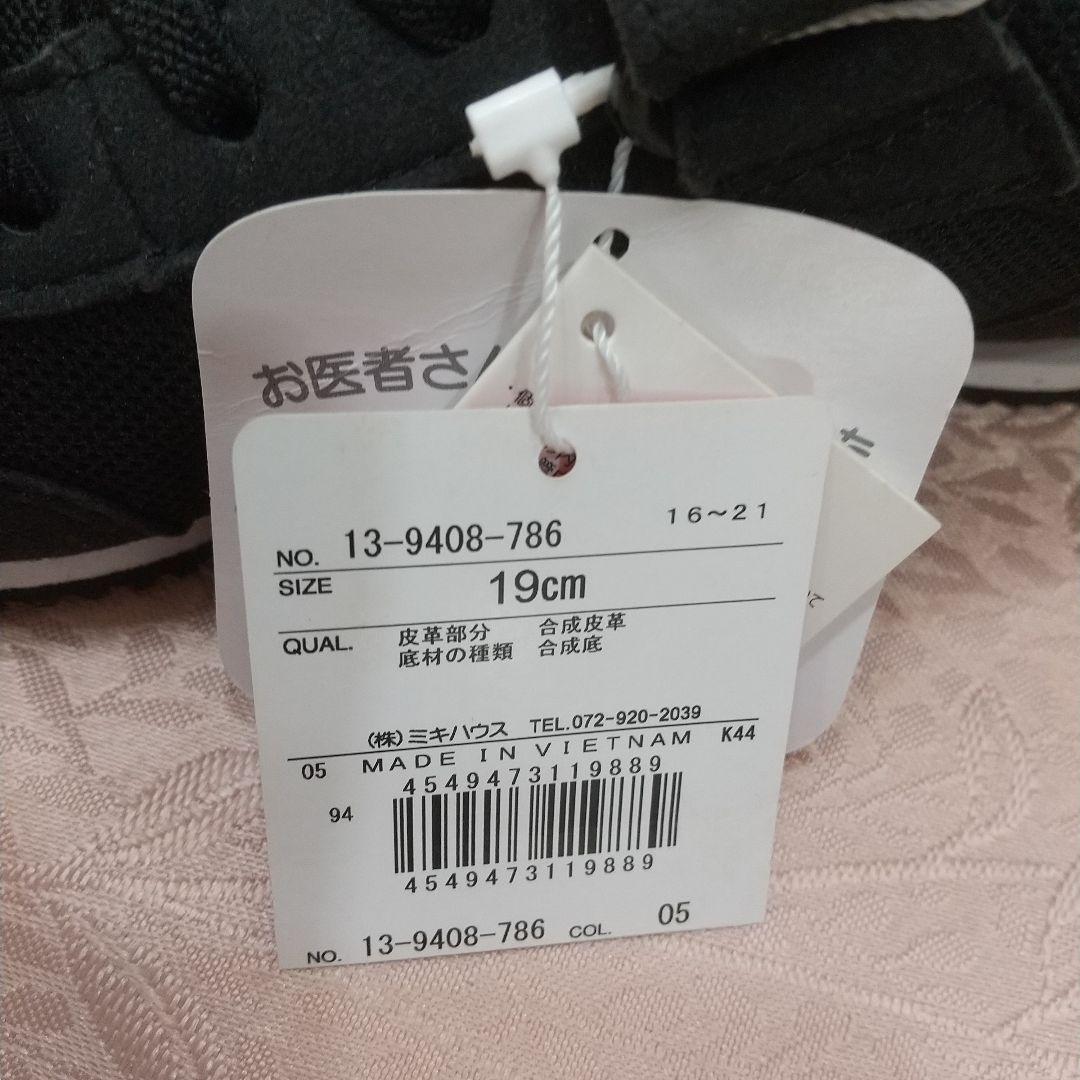 お医者さん
NO. 13-9408-786 16～21
SIZE 19cm
QUAL. 皮革部分 合成皮革
底材の種類 合成底
(株)ミキハウス TEL.072-920-2039
05 MADE IN VIETNAM K44
4549473119889
94
4549473119889
NO. 13-9408-786 COL. 05